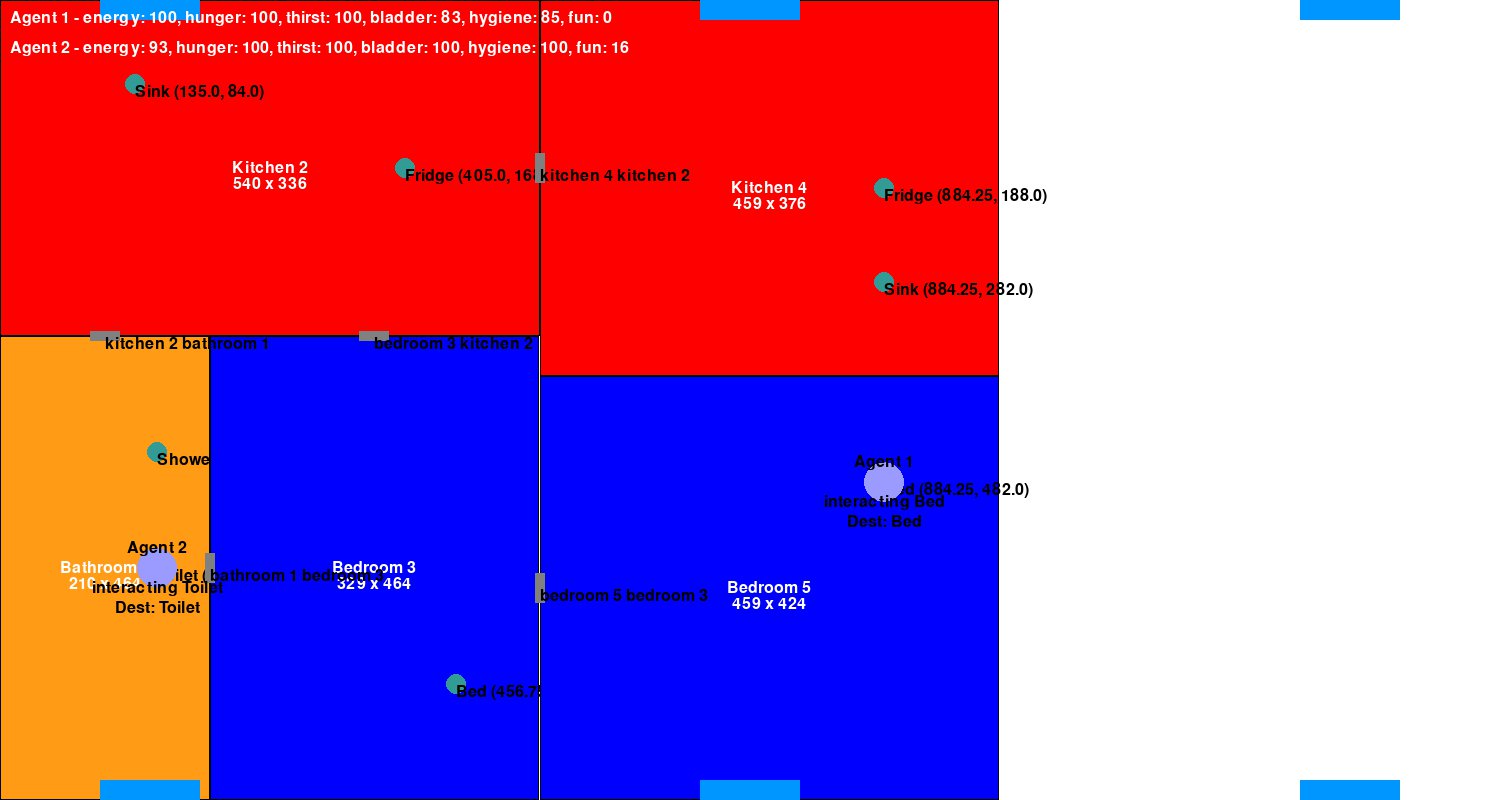 Agent 1 - energy: 100, hunger: 100, thirst: 100, bladder: 83, hygiene: 85, fun: 0
Agent 2 - energy: 93, hunger: 100, thirst: 100, bladder: 100, hygiene: 100, fun: 16
Sink (135.0, 84.0)
Kitchen 2
540 x 336
Fridge (405.0, 16
kitchen 4 kitchen 2
Kitchen 4
459 x 376
Fridge (884.25, 188.0)
Sink (884.25, 282.0)
kitchen 2 bathroom 1
bedroom 3 kitchen 2
Showe
Agent 1
(884.25, 482.0)
interacting Bed
Dest: Bed
Agent 2
Bathroom
210 x 464
ilet (
bathroom 1 bedroom 3
interacting Toilet
Dest: Toilet
Bedroom 3
329 x 464
Bedroom 5
459 x 424
bedroom 5 bedroom 3
Bed (456.7